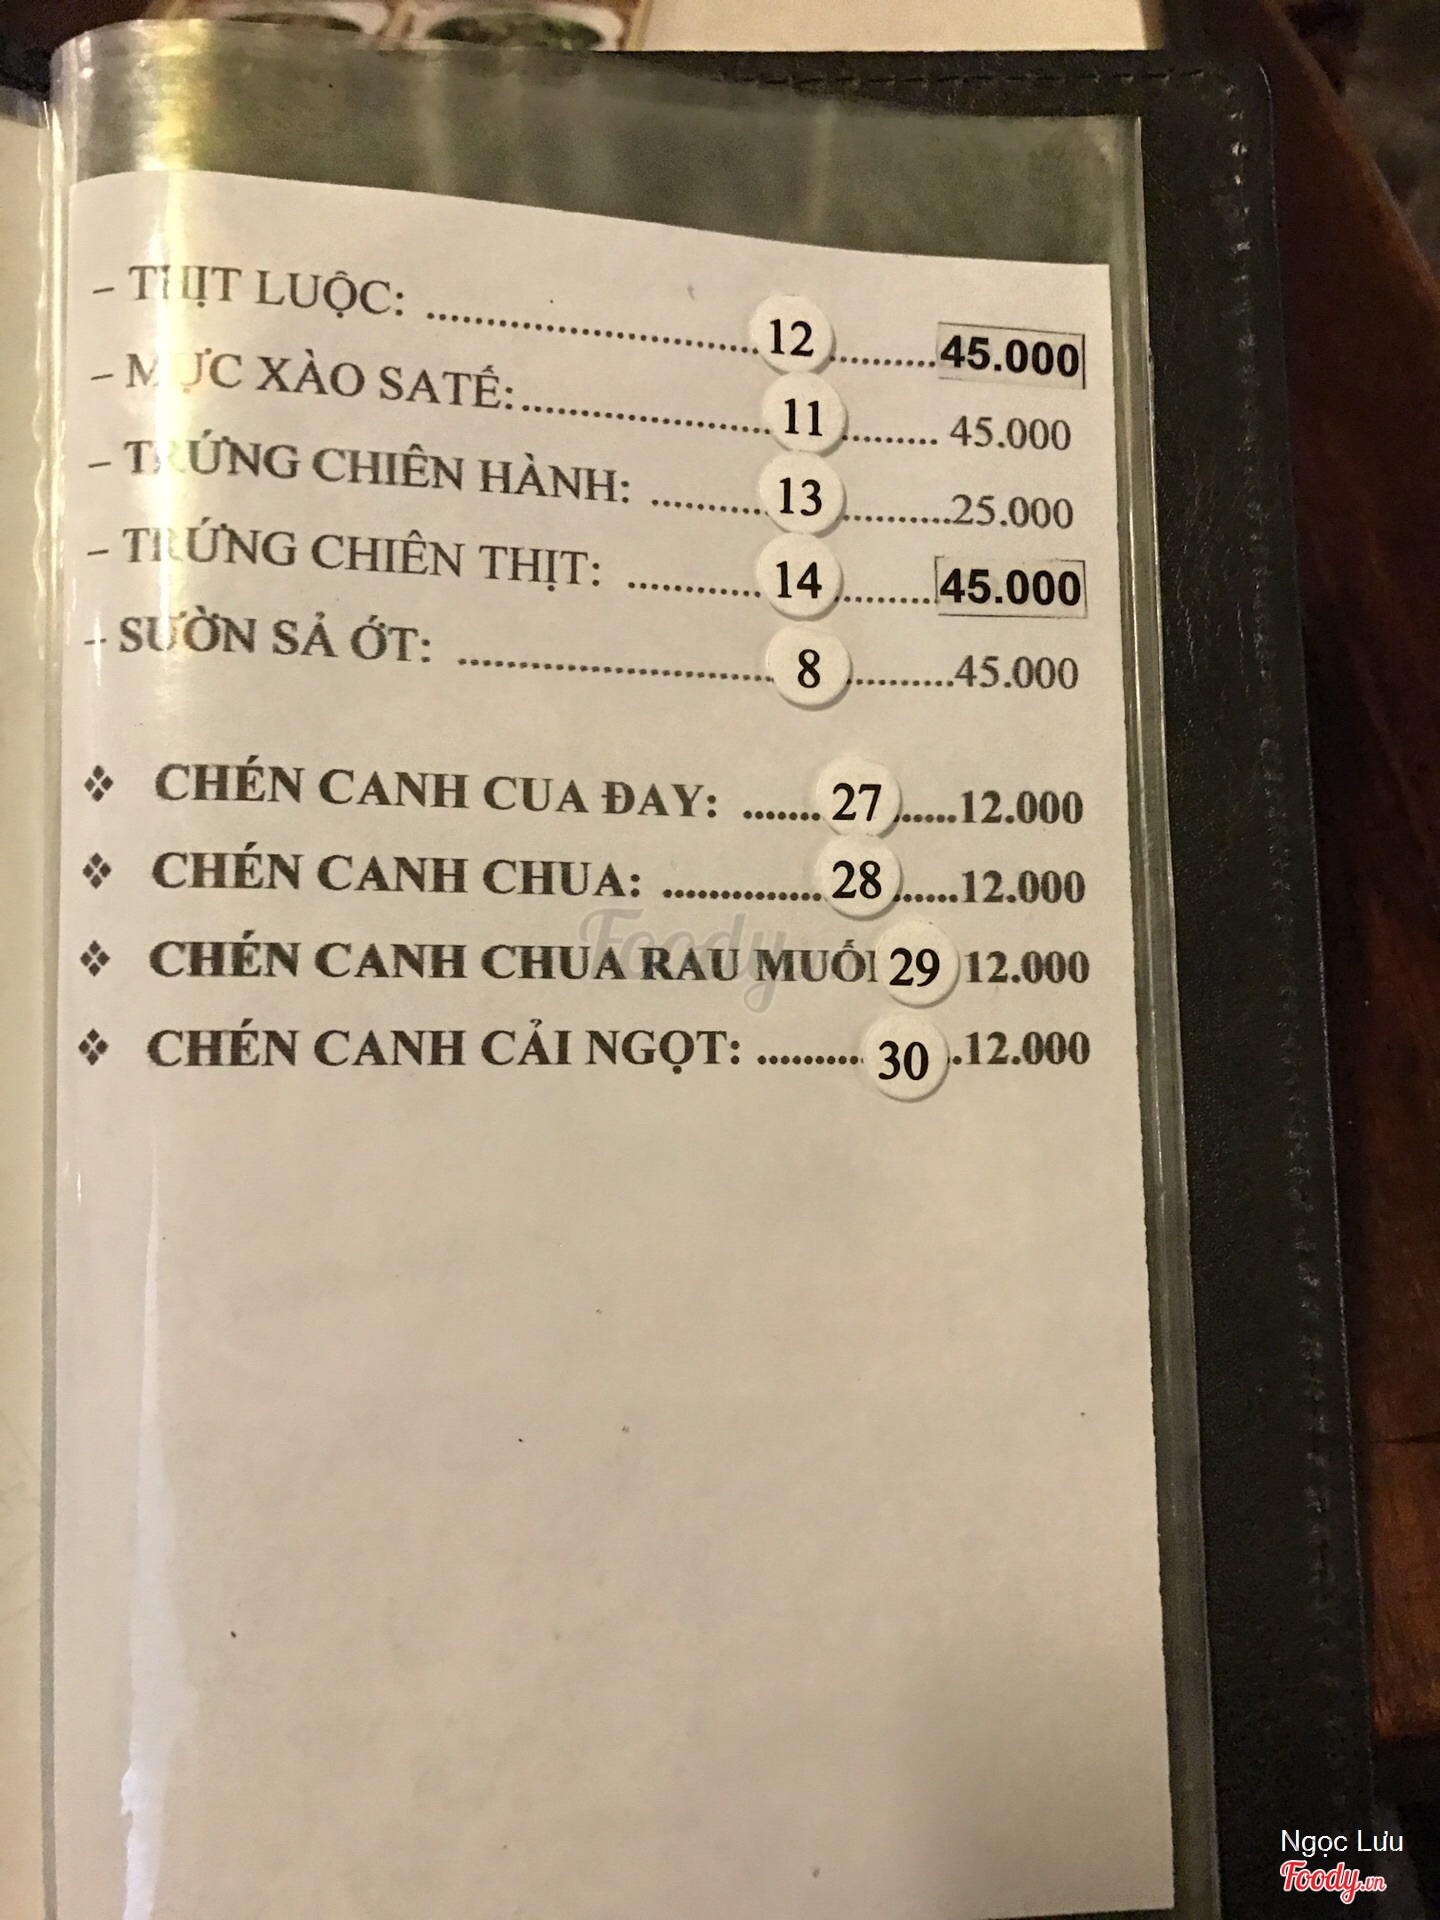 – THỊT LUỘC: ........ 12 ........ 45.000
– MỰC XÀO SATẾ: ........ 11 ........ 45.000
– TRỨNG CHIÊN HÀNH: ........ 13 ........ 25.000
– TRỨNG CHIÊN THỊT: ........ 14 ........ 45.000
– SƯỜN SẢ ỚT: ........ 8 ........ 45.000
❖ CHÉN CANH CUA ĐAY: ....... 27 ...... 12.000
❖ CHÉN CANH CHUA: .............. 28 ...... 12.000
❖ CHÉN CANH CHUA RAU MUỐI 29 12.000
❖ CHÉN CANH CẢI NGỌT: .......... 30 .12.000
Foody
Ngọc Lưu
Foody.vn